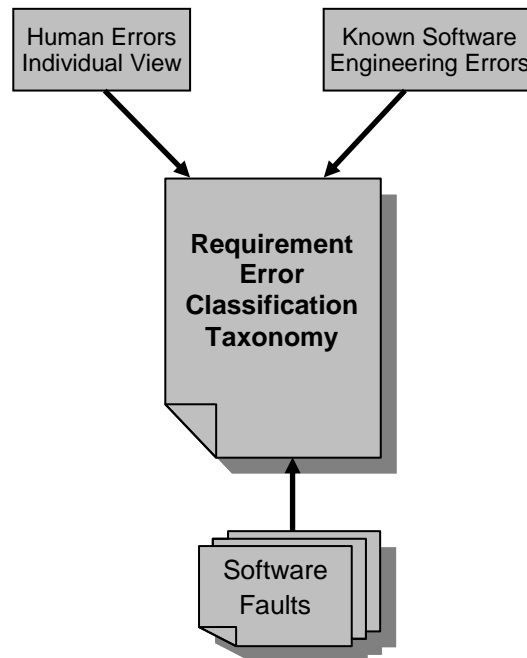 Human Errors
Individual View
Known Software
Engineering Errors
Requirement
Error
Classification
Taxonomy
Software
Faults